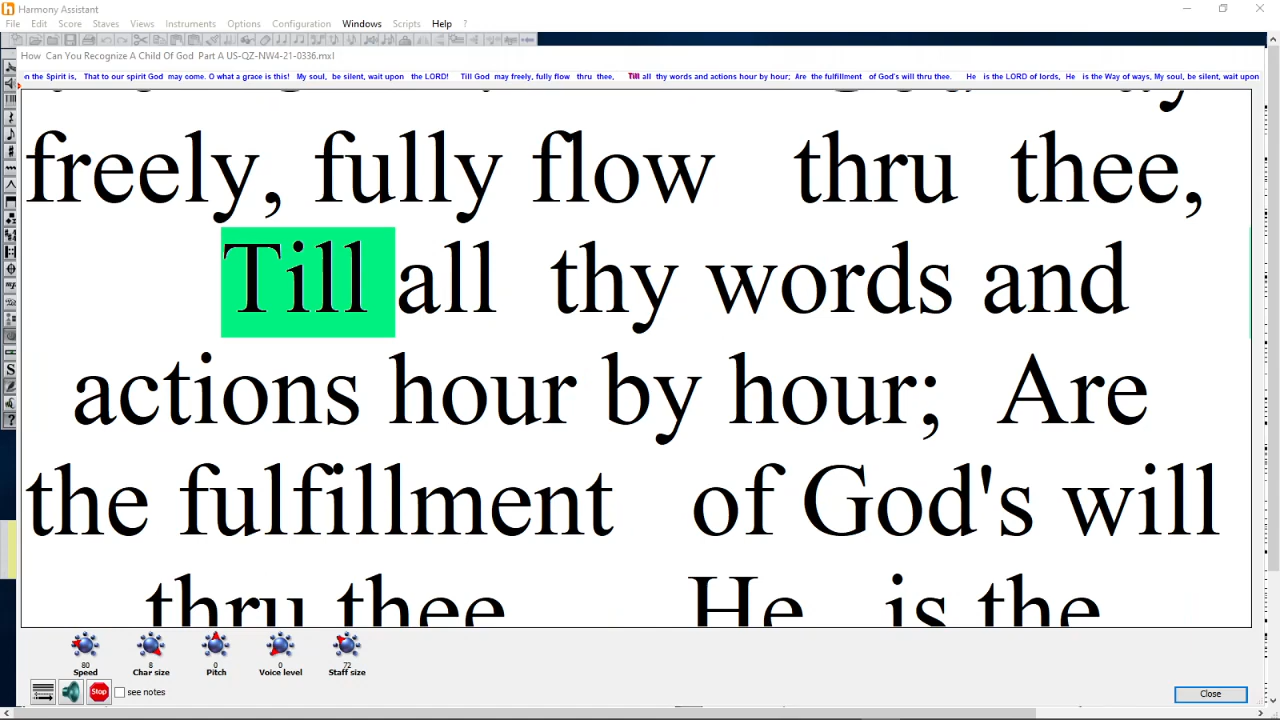 Harmony Assistant
File Edit Score Staves Views Instruments Options Configuration Windows Scripts Help ?
How Can You Recognize A Child Of God Part A US-QZ-NW4-21-0336.mxl
n the Spirit is, That to our spirit God may come. O what a grace is this! My soul, be silent, wait upon the LORD! Till God may freely, fully flow thru thee, Till all thy words and actions hour by hour; Are the fulfillment of God's will thru thee. He is the LORD of lords, He is the Way of ways, My soul, be silent, wait upon
freely, fully flow thru thee,
Till all thy words and
actions hour by hour; Are
the fulfillment of God's will
thru thee He is the
80 8 0 0 72
Speed Char size Pitch Voice level Staff size
Stop see notes Close